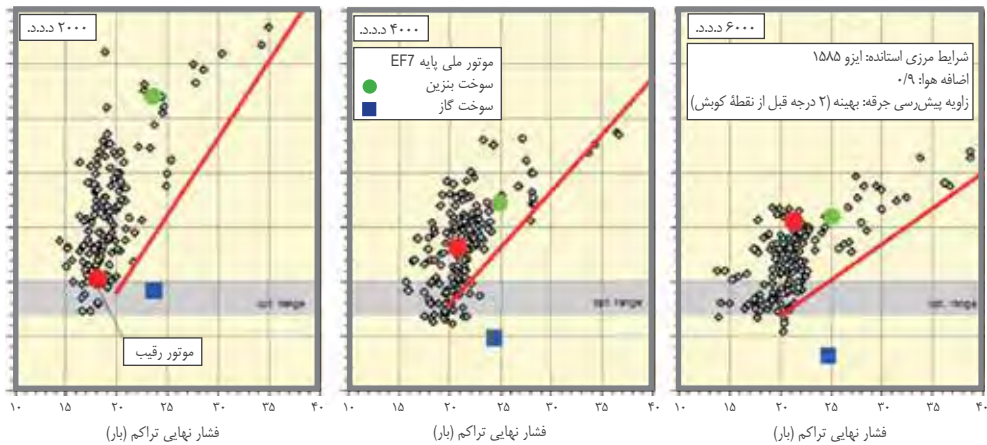 ۲۰۰۰ د.د.د.
opt range
موتور رقیب
۱۰ ۱۵ ۲۰ ۲۵ ۳۰ ۳۵ ۴۰
فشار نهایی تراکم (بار)
۴۰۰۰ د.د.د.
موتور ملی پایه EF7
سوخت بنزین
سوخت گاز
opt range
۱۰ ۱۵ ۲۰ ۲۵ ۳۰ ۳۵ ۴۰
فشار نهایی تراکم (بار)
۶۰۰۰ د.د.د.
شرایط مرزی استانده: ایزو ۱۵۸۵
اضافه هوا: ۰/۹
زاویه پیش‌رسی جرقه: بهینه (۲ درجه قبل از نقطهٔ کوبش)
opt. range
۱۰ ۱۵ ۲۰ ۲۵ ۳۰ ۳۵ ۴۰
فشار نهایی تراکم (بار)